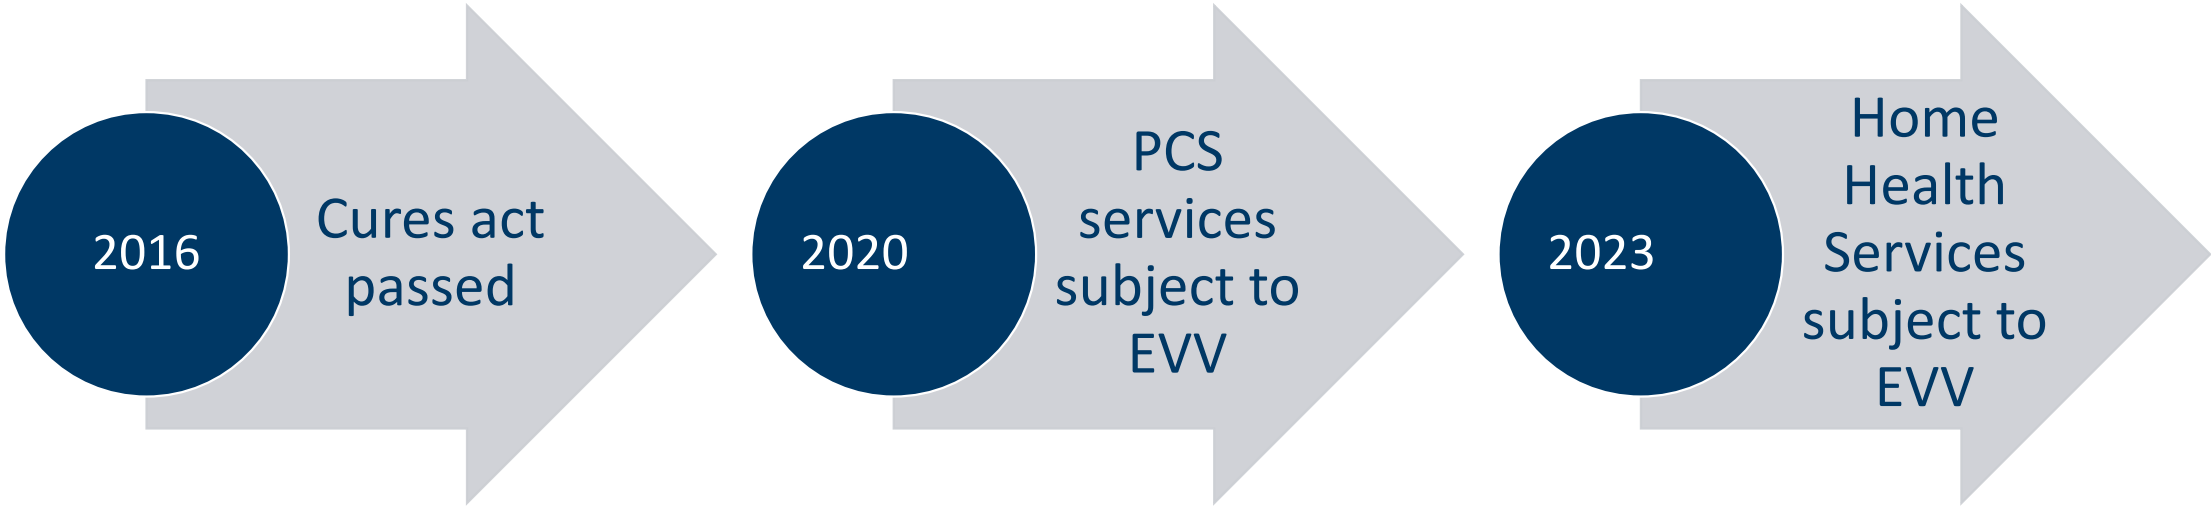 2016
Cures act
passed
2020
PCS
services
subject to
EVV
2023
Home
Health
Services
subject to
EVV